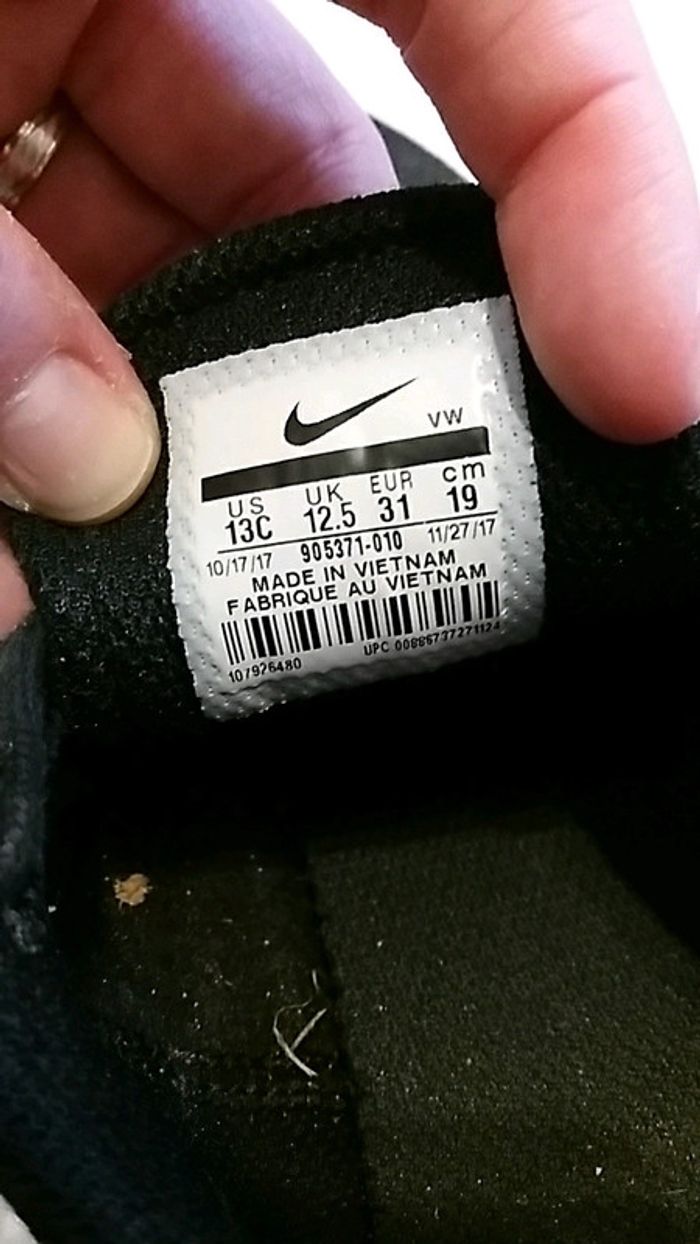 VW
US UK EUR cm
13C 12.5 31 19
10/17/17 905371-010 11/27/17
MADE IN VIETNAM
FABRIQUE AU VIETNAM
107926480 UPC 00886737271124